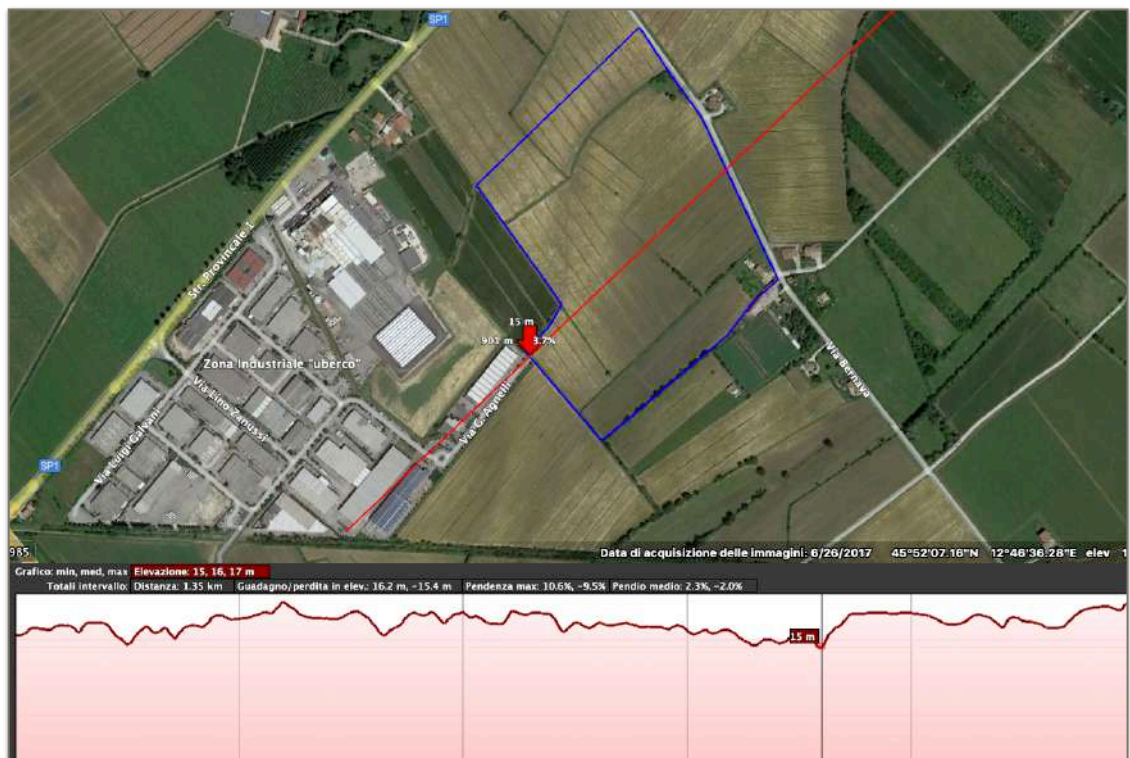 SP1
Str. Provinciale 1
15 m
901 m
3.7%
Zona Industriale "uberco"
Via Lino Zanussi
Via Luigi Galvani
Via G. Agnelli
Via Bernava
SP1
985
Data di acquisizione delle immagini: 6/26/2017 45°52'07.16"N 12°46'36.28"E elev 1
Grafico: min, med, max Elevazione: 15, 16, 17 m
Totali intervallo: Distanza: 1.35 km Guadagno/perdita in elev.: 16.2 m, -15.4 m Pendenza max: 10.6%, -9.5% Pendio medio: 2.3%, -2.0%
15 m